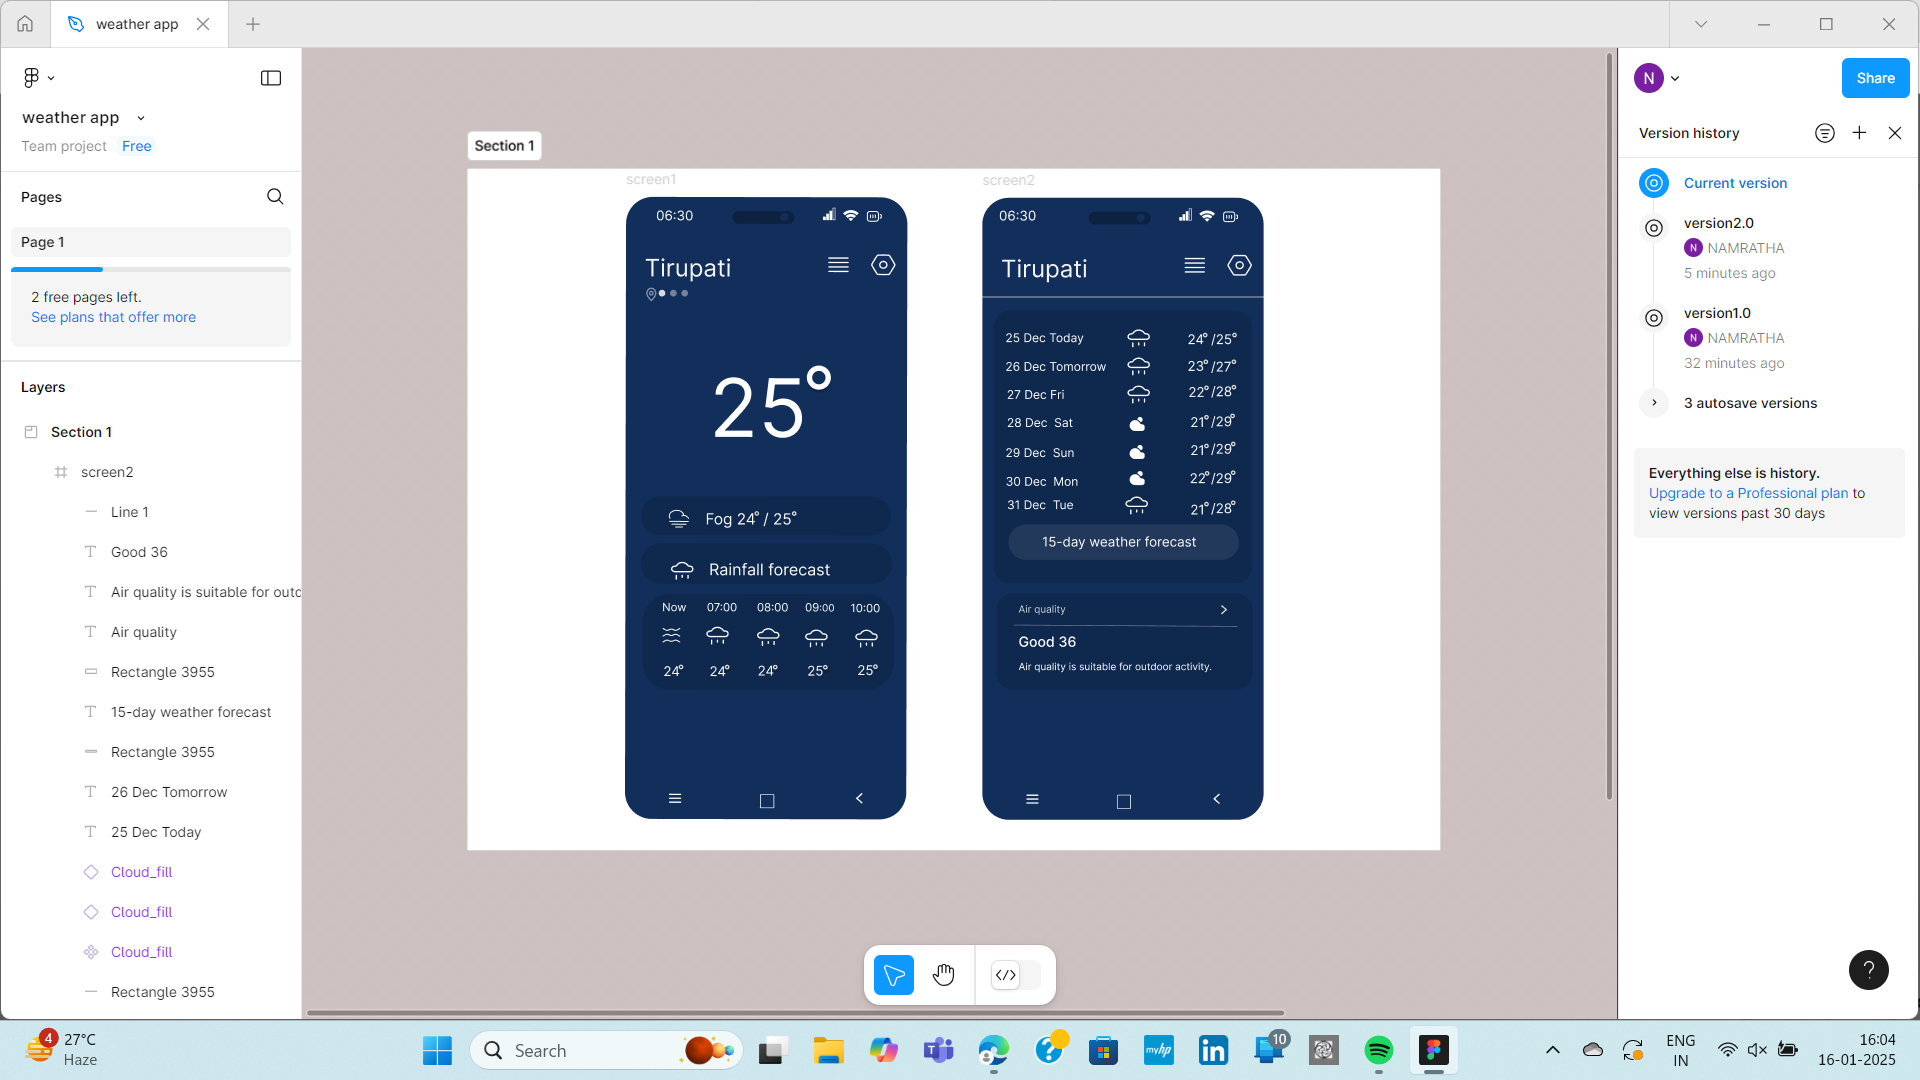 weather app
weather app
Team project Free
Pages
Page 1
2 free pages left.
See plans that offer more
Layers
Section 1
screen2
Line 1
Good 36
Air quality is suitable for outd
Air quality
Rectangle 3955
15-day weather forecast
Rectangle 3955
26 Dec Tomorrow
25 Dec Today
Cloud_fill
Cloud_fill
Cloud_fill
Rectangle 3955
Section 1
screen1
06:30
Tirupati
25°
Fog 24° / 25°
Rainfall forecast
Now 07:00 08:00 09:00 10:00
24° 24° 24° 25° 25°
screen2
06:30
Tirupati
25 Dec Today 24° /25°
26 Dec Tomorrow 23° /27°
27 Dec Fri 22° /28°
28 Dec Sat 21° /29°
29 Dec Sun 21° /29°
30 Dec Mon 22° /29°
31 Dec Tue 21° /28°
15-day weather forecast
Air quality
Good 36
Air quality is suitable for outdoor activity.
N
Share
Version history
Current version
version2.0
N NAMRATHA
5 minutes ago
version1.0
N NAMRATHA
32 minutes ago
3 autosave versions
Everything else is history.
Upgrade to a Professional plan to
view versions past 30 days
?
4
27°C
Haze
Search
myhp
in
10
ENG
IN
16:04
16-01-2025